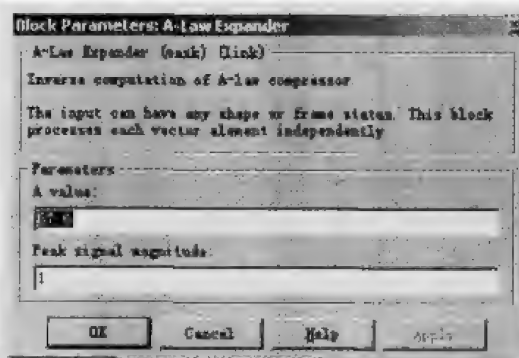 Block Parameters: A-Law Expander
A-Law Expander (mask) (link)
Inverse computation of A-law compressor
The input can have any shape or frame status. This block
processes each vector element independently
Parameters
A value:
Peak signal magnitude:
1
OK
Cancel
Help
Apply